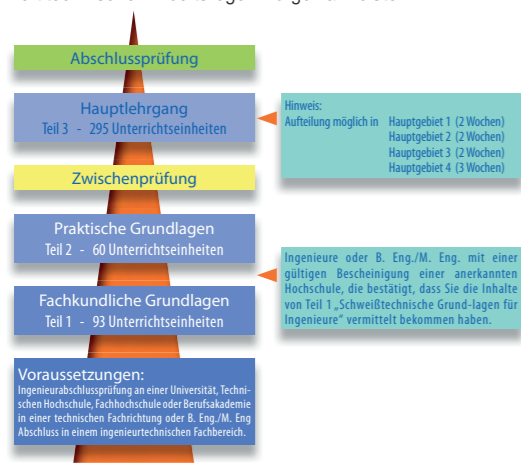 Abschlussprüfung
Hauptlehrgang
Teil 3 - 295 Unterrichtseinheiten
Hinweis:
Aufteilung möglich in Hauptgebiet 1 (2 Wochen)
Hauptgebiet 2 (2 Wochen)
Hauptgebiet 3 (2 Wochen)
Hauptgebiet 4 (3 Wochen)
Zwischenprüfung
Praktische Grundlagen
Teil 2 - 60 Unterrichtseinheiten
Ingenieure oder B. Eng./M. Eng. mit einer
gültigen Bescheinigung einer anerkannten
Hochschule, die bestätigt, dass Sie die Inhalte
von Teil 1 „Schweißtechnische Grund-lagen für
Ingenieure“ vermittelt bekommen haben.
Fachkundliche Grundlagen
Teil 1 - 93 Unterrichtseinheiten
Voraussetzungen:
Ingenieurabschlussprüfung an einer Universität, Techni-
schen Hochschule, Fachhochschule oder Berufsakademie
in einer technischen Fachrichtung oder B. Eng./M. Eng
Abschluss in einem ingenieurtechnischen Fachbereich.